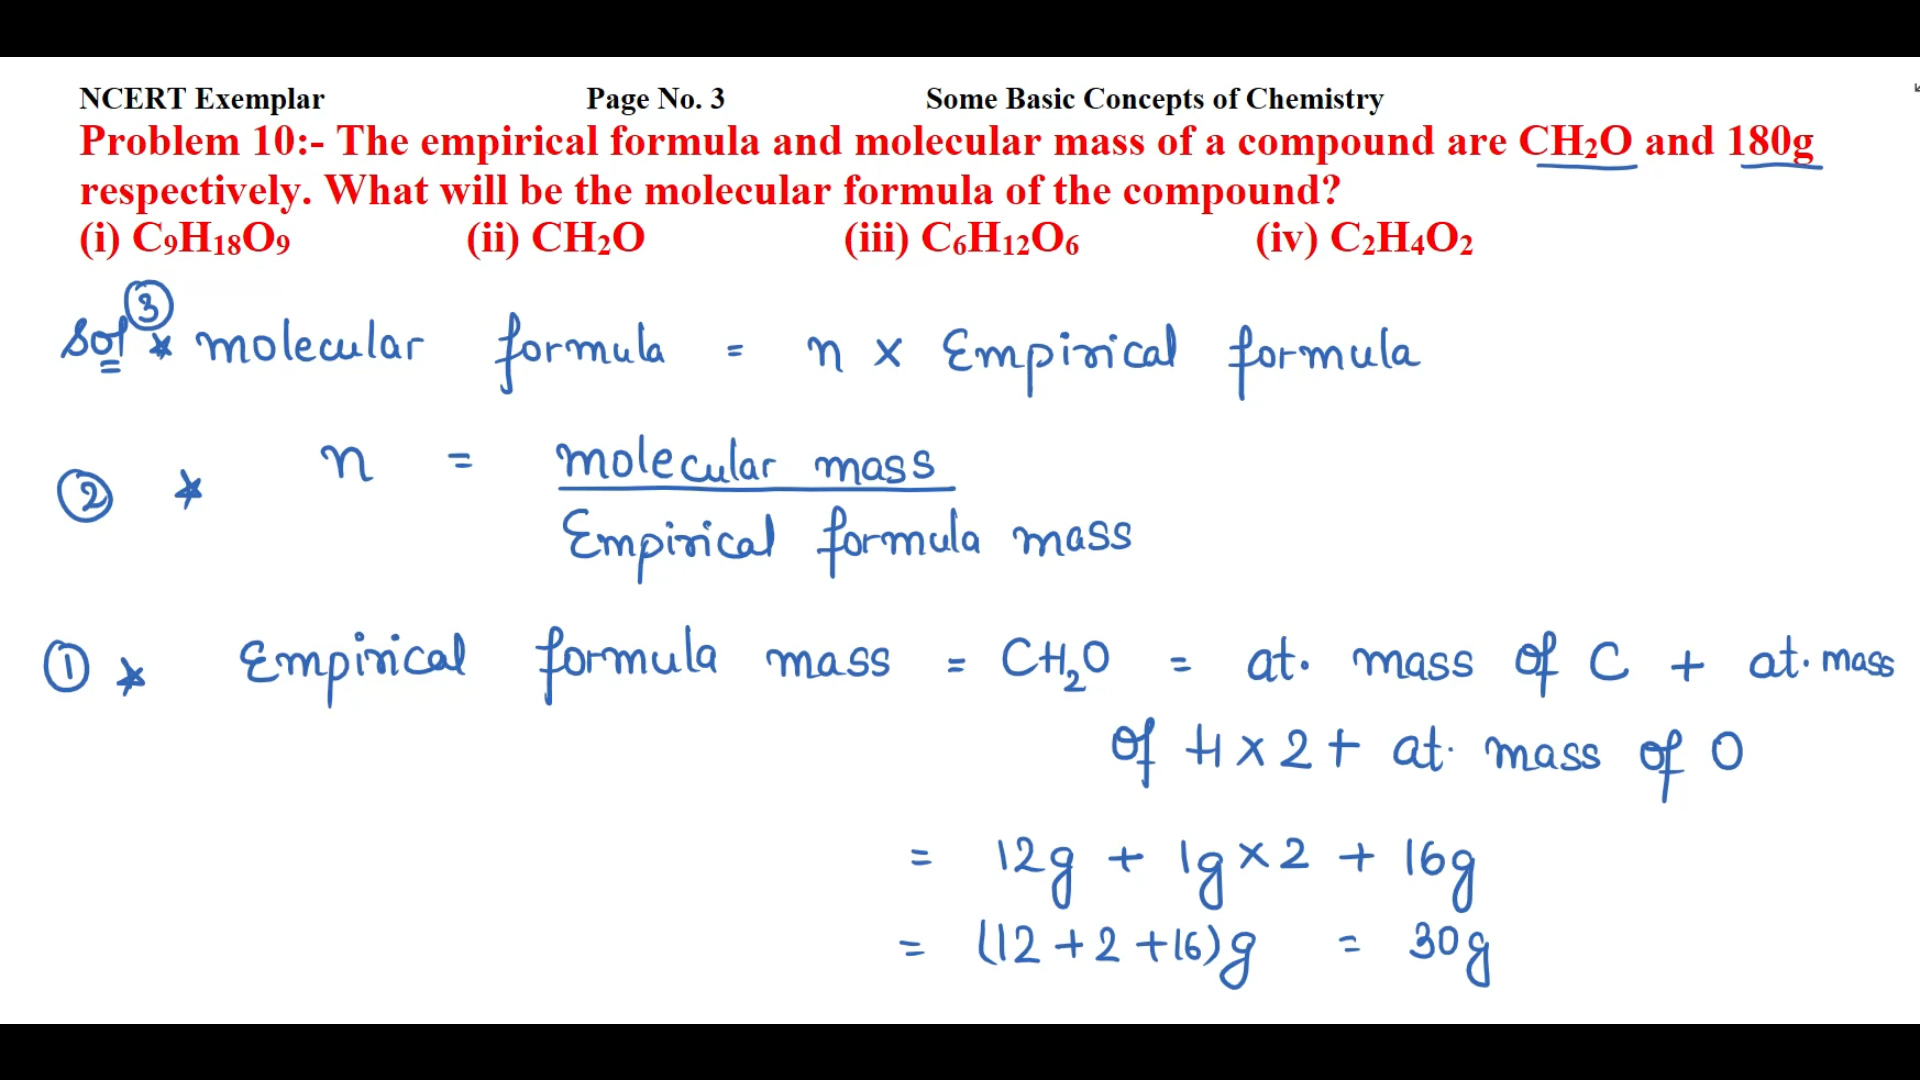 NCERT Exemplar Page No. 3 Some Basic Concepts of Chemistry
Problem 10:- The empirical formula and molecular mass of a compound are CH₂O and 180g
respectively. What will be the molecular formula of the compound?
(i) C₉H₁₈O₉ (ii) CH₂O (iii) C₆H₁₂O₆ (iv) C₂H₄O₂
③
Sol * molecular formula = n × Empirical formula
② * n = molecular mass
Empirical formula mass
① * Empirical formula mass = CH₂O = at. mass of C + at. mass
of H × 2 + at. mass of O
= 12g + 1g × 2 + 16g
= (12 + 2 + 16)g = 30g